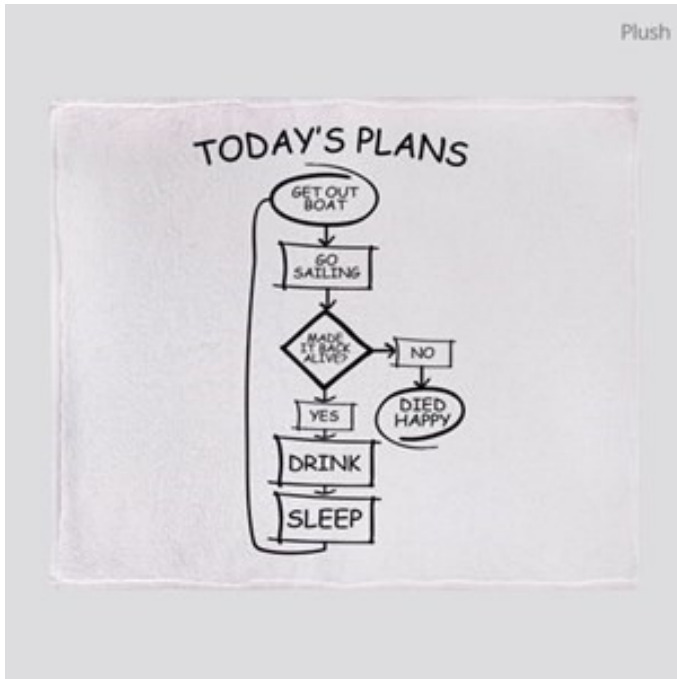 Plush
TODAY'S PLANS
GET OUT
BOAT
GO
SAILING
MADE
IT BACK
ALIVE?
NO
YES
DIED
HAPPY
DRINK
SLEEP